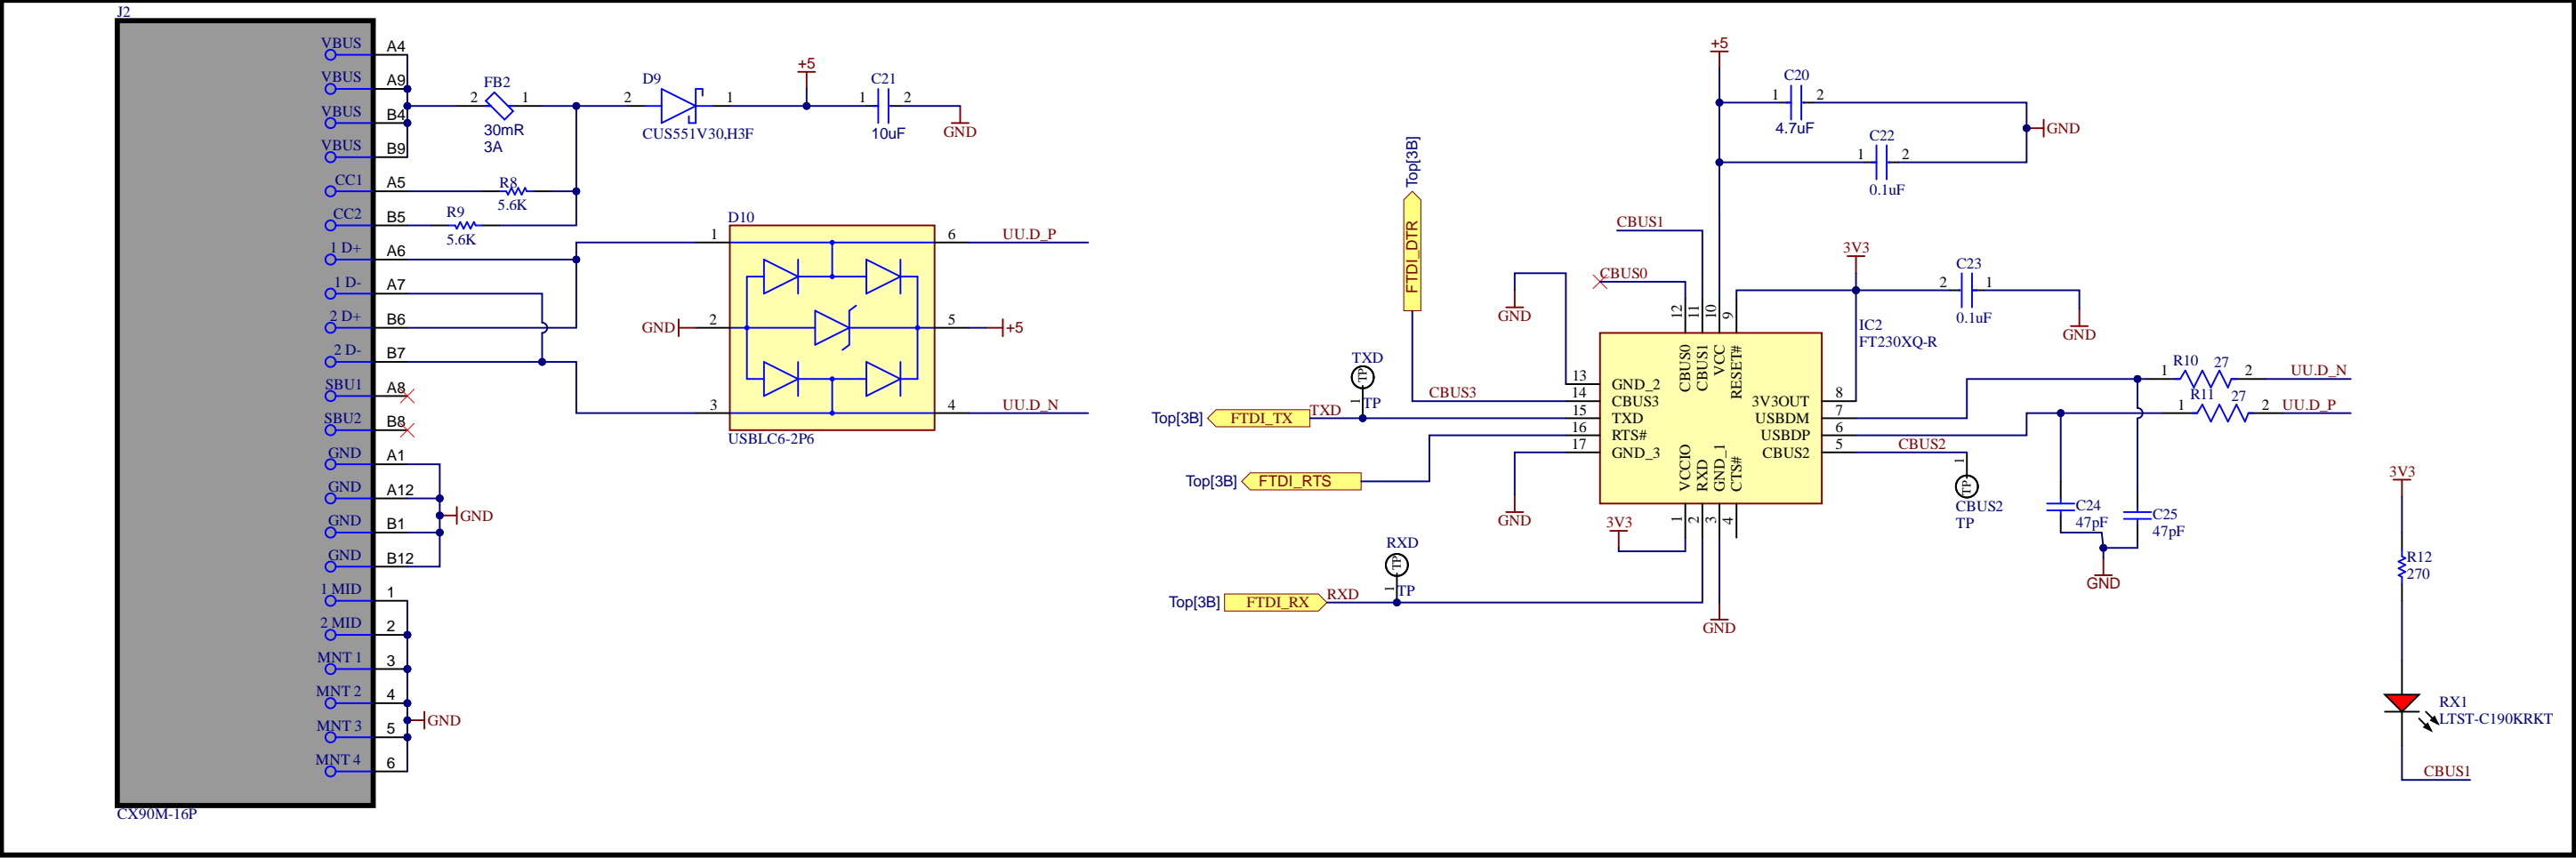 J2
VBUS A4
VBUS A9
VBUS B4
VBUS B9
CC1 A5
CC2 B5
1 D+ A6
1 D- A7
2 D+ B6
2 D- B7
SBU1 A8
SBU2 B8
GND A1
GND A12
GND B1
GND B12
1 MID 1
2 MID 2
MNT 1 3
MNT 2 4
MNT 3 5
MNT 4 6
CX90M-16P
GND
GND
FB2
2 1
30mR
3A
R8
5.6K
R9
5.6K
D9
2 1
CUS551V30,H3F
+5
C21
1 2
10uF
GND
D10
1 6 UU.D_P
GND 2 5 +5
3 4 UU.D_N
USBLC6-2P6
Top[3B]
FTDI_DTR
CBUS3
GND
TXD
TP
1 TP
Top[3B] FTDI_TX TXD
Top[3B] FTDI_RTS
GND
RXD
TP
1 TP
Top[3B] FTDI_RX RXD
+5
C20
1 2
4.7uF
C22
1 2
0.1uF
GND
CBUS1
CBUS0
3V3
C23
2 1
0.1uF
GND
IC2
FT230XQ-R
12 11 10 9
CBUS0 CBUS1 VCC RESET#
13 GND_2
14 CBUS3
15 TXD
16 RTS#
17 GND_3
3V3OUT 8
USBDM 7
USBDP 6
CBUS2 5
VCCIO RXD GND_1 CTS#
1 2 3 4
3V3
GND
CBUS2
1
TP
CBUS2
TP
R10 27
1 2 UU.D_N
R11 27
1 2 UU.D_P
C24
47pF
C25
47pF
GND
3V3
R12
270
RX1
LTST-C190KRKT
CBUS1